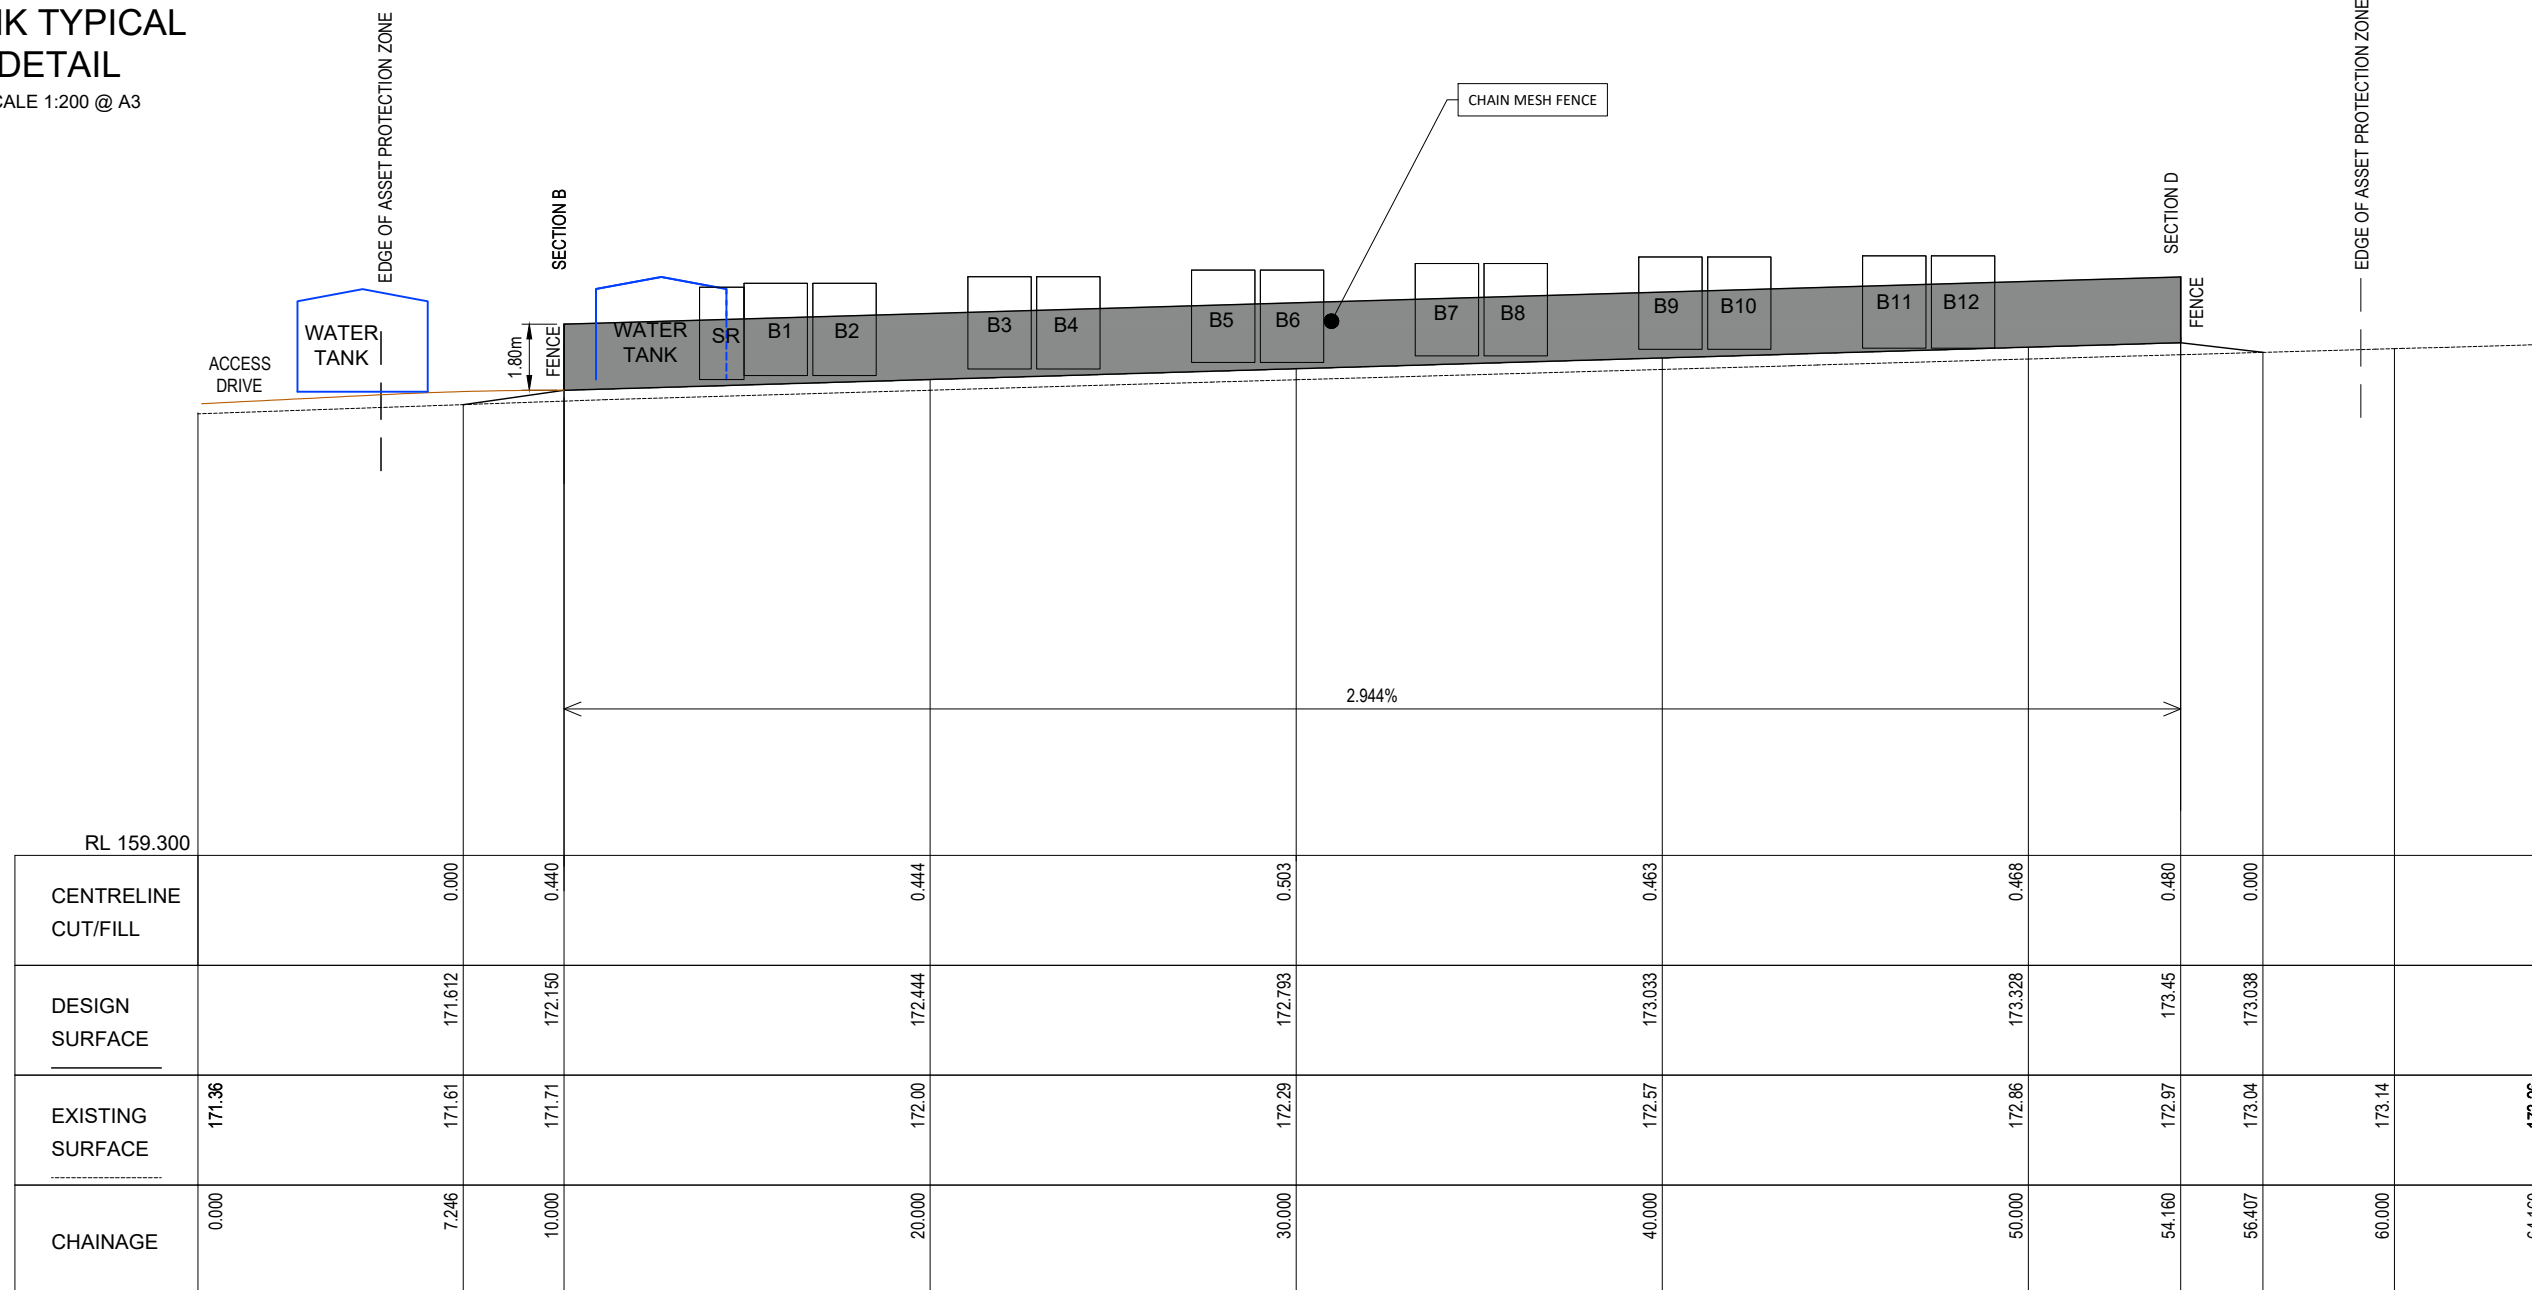 TYPICAL
DETAIL
1:200 @ A3
EDGE OF ASSET PROTECTION ZONE
EDGE OF ASSET PROTECTION ZONE
CHAIN MESH FENCE
SECTION B
SECTION D
ACCESS
DRIVE
WATER
TANK
1.80m
FENCE
WATER
TANK
SR
B1
B2
B3
B4
B5
B6
B7
B8
B9
B10
B11
B12
FENCE
2.944%
RL 159.300
CENTRELINE
CUT/FILL
0.000
0.440
0.444
0.503
0.463
0.468
0.480
0.000
DESIGN
SURFACE
171.612
172.150
172.444
172.793
173.033
173.328
173.45
173.038
EXISTING
SURFACE
171.36
171.61
171.71
172.00
172.29
172.57
172.86
172.97
173.04
173.14
CHAINAGE
0.000
7.246
10.000
20.000
30.000
40.000
50.000
54.160
56.407
60.000